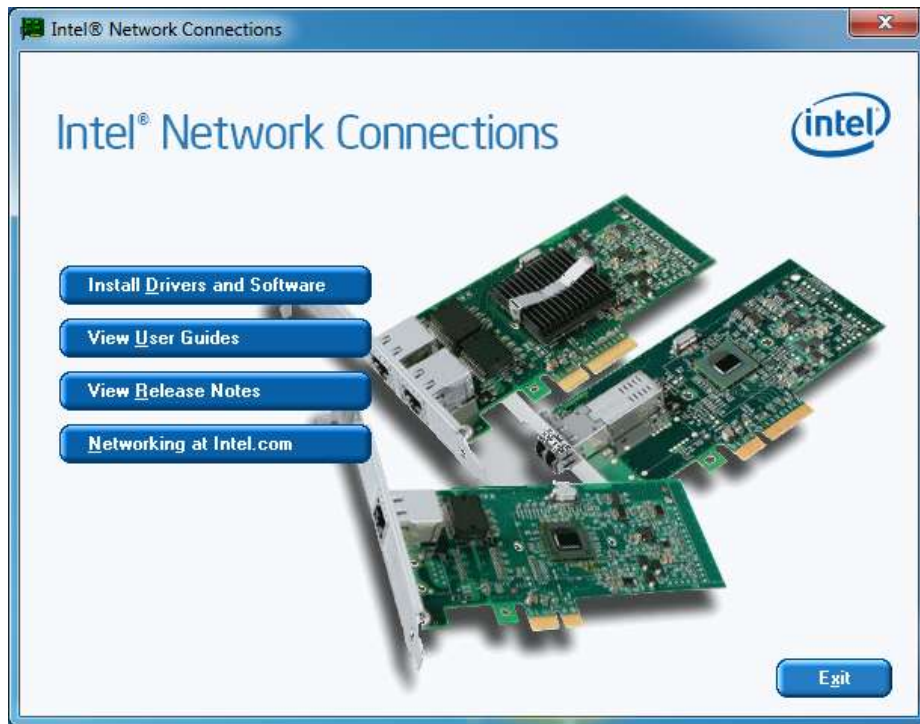 Intel® Network Connections
Intel® Network Connections
intel
Install Drivers and Software
View User Guides
View Release Notes
Networking at Intel.com
Exit